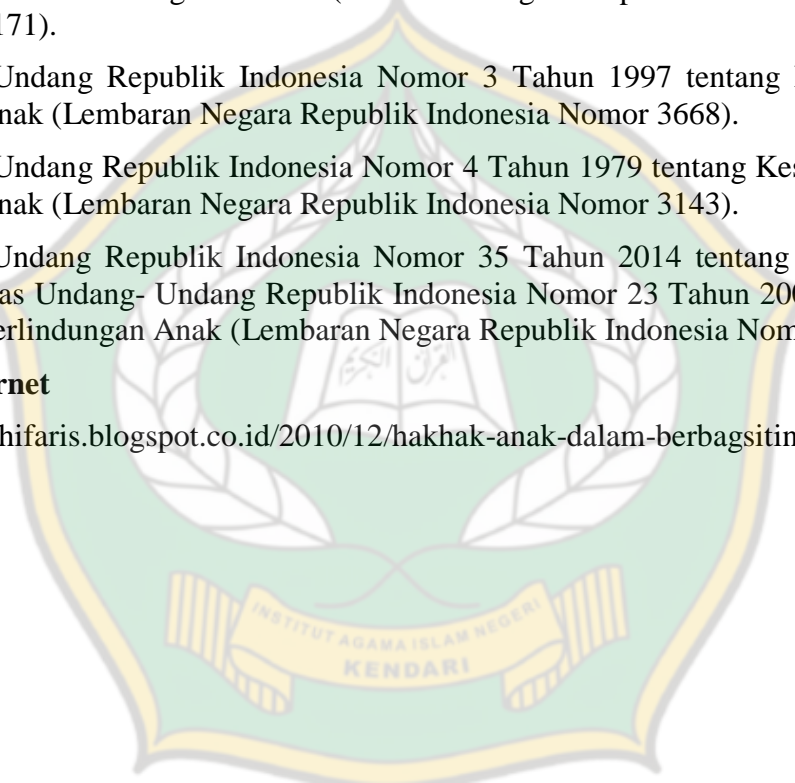 171).
Undang Republik Indonesia Nomor 3 Tahun 1997 tentang
nak (Lembaran Negara Republik Indonesia Nomor 3668).
Undang Republik Indonesia Nomor 4 Tahun 1979 tentang Kes
nak (Lembaran Negara Republik Indonesia Nomor 3143).
Undang Republik Indonesia Nomor 35 Tahun 2014 tentang
as Undang- Undang Republik Indonesia Nomor 23 Tahun 200
erlindungan Anak (Lembaran Negara Republik Indonesia Nom
rnet
hifaris.blogspot.co.id/2010/12/hakhak-anak-dalam-berbagsitin
القرآن الكريم
INSTITUT AGAMA ISLAM NEGERI
KENDARI